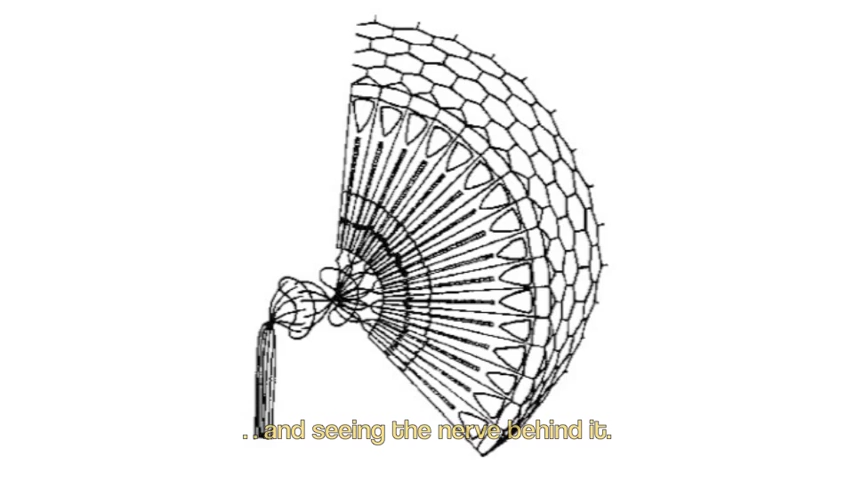 . . and seeing the nerve behind it.